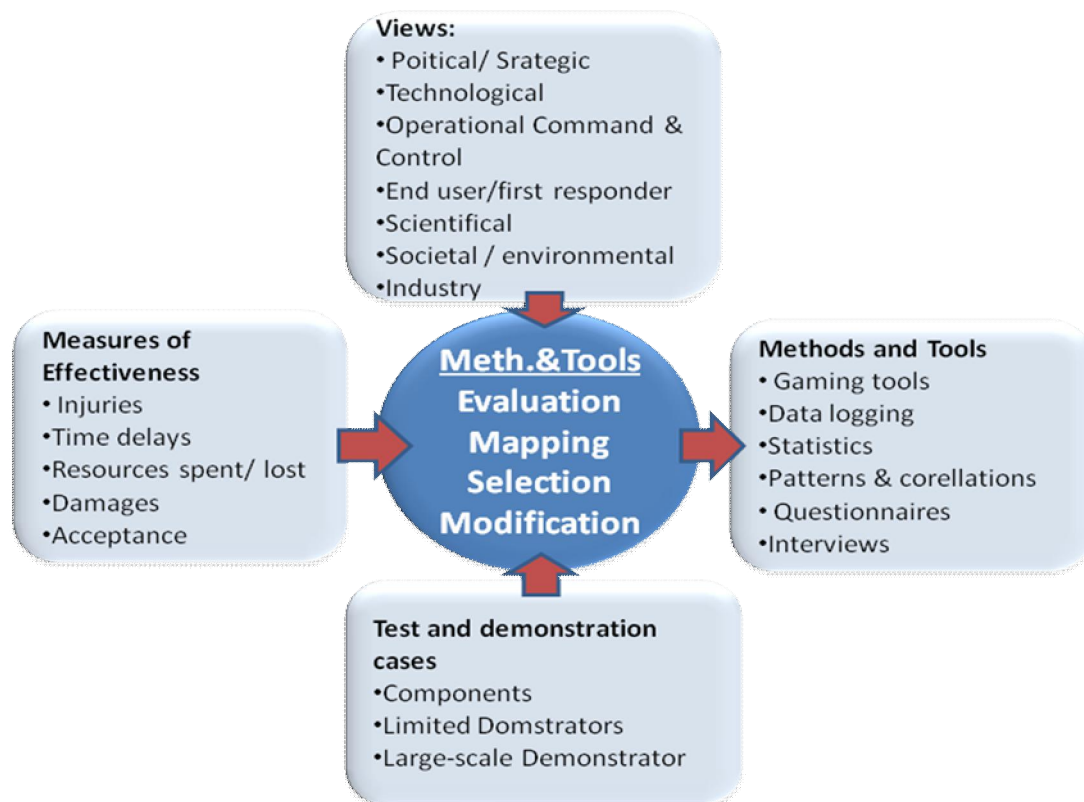 Views:
• Poitical/ Srategic
•Technological
•Operational Command &
Control
•End user/first responder
•Scientifical
•Societal / environmental
•Industry
Measures of
Effectiveness
• Injuries
•Time delays
•Resources spent/ lost
•Damages
•Acceptance
Meth.&Tools
Evaluation
Mapping
Selection
Modification
Methods and Tools
• Gaming tools
•Data logging
•Statistics
•Patterns & corellations
• Questionnaires
•Interviews
Test and demonstration
cases
•Components
•Limited Domstrators
•Large-scale Demonstrator